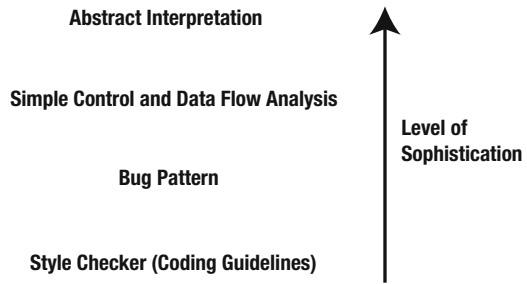 Abstract Interpretation
Simple Control and Data Flow Analysis
Level of
Sophistication
Bug Pattern
Style Checker (Coding Guidelines)